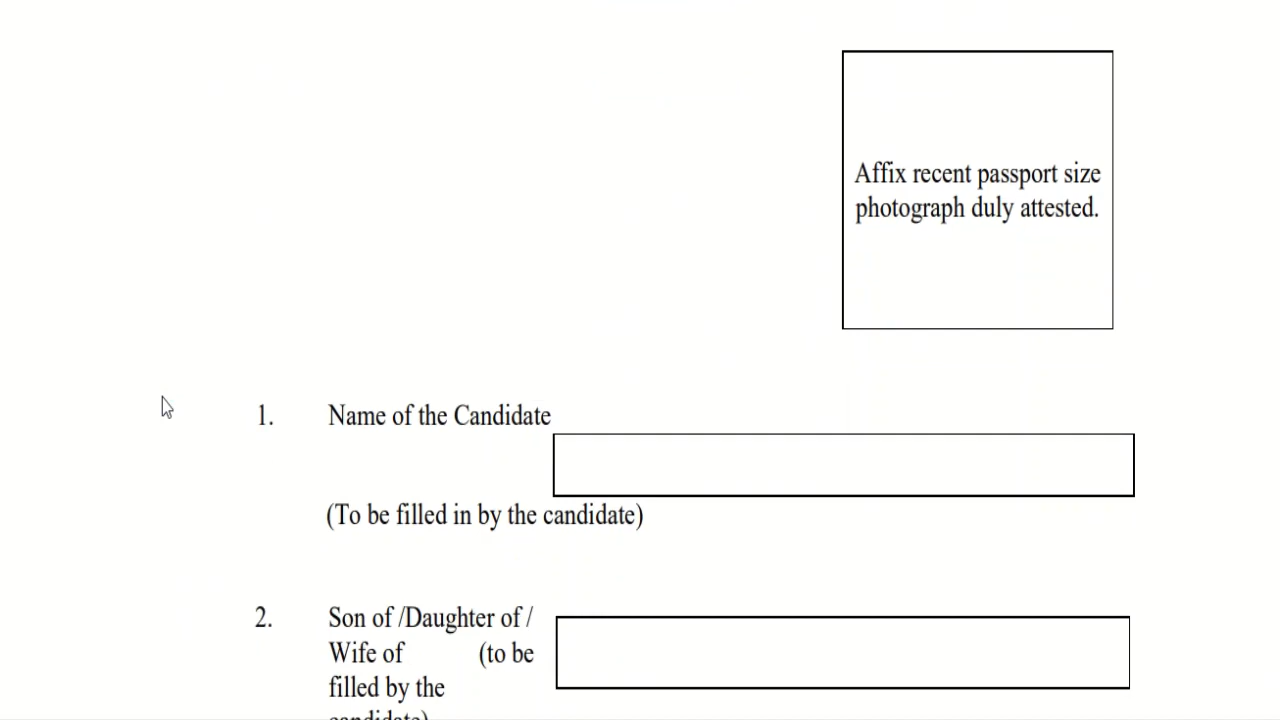 Affix recent passport size
photograph duly attested.
1. Name of the Candidate
(To be filled in by the candidate)
2. Son of /Daughter of /
Wife of (to be
filled by the
candidate)